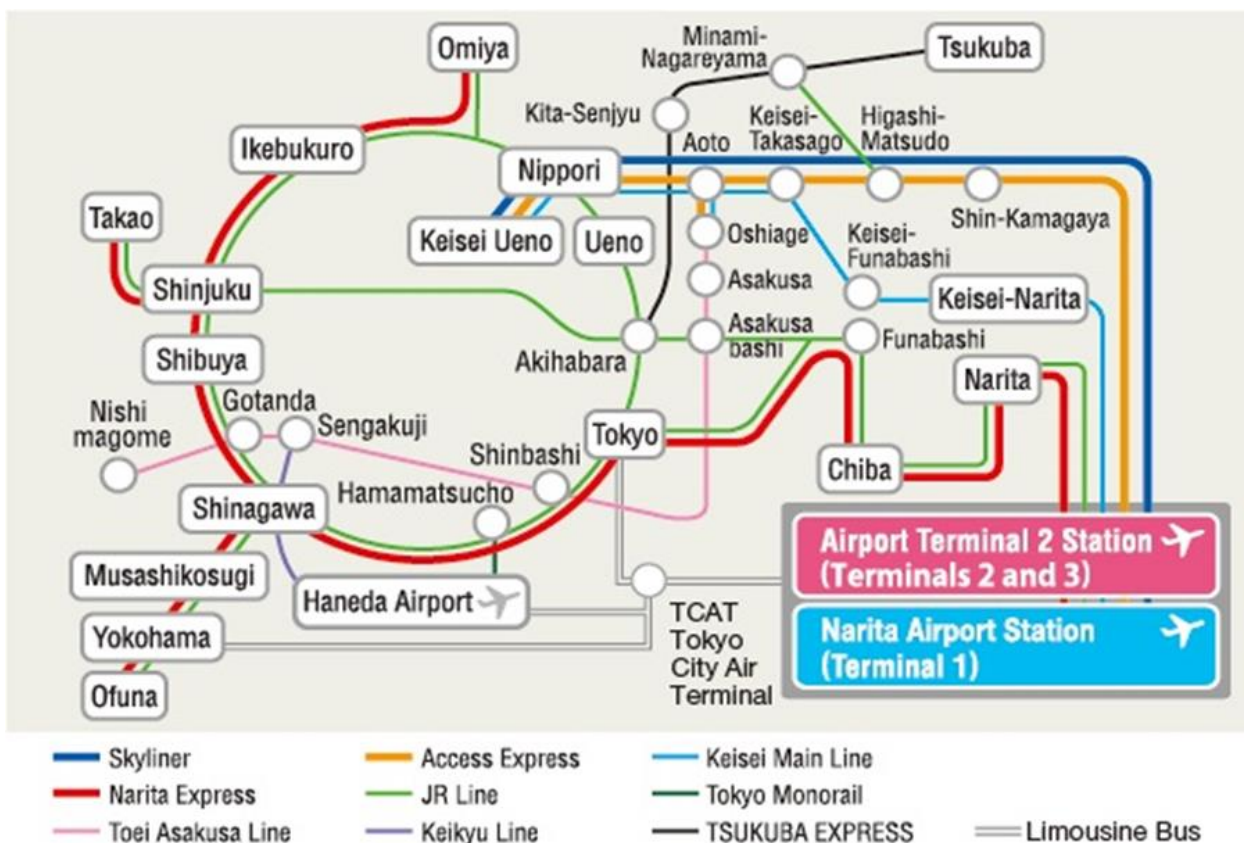 Omiya
Minami-
Nagareyama
Tsukuba
Kita-Senjyu
Keisei-
Takasago
Higashi-
Matsudo
Ikebukuro
Aoto
Nippori
Takao
Keisei Ueno
Ueno
Oshiage
Shin-Kamagaya
Keisei-
Funabashi
Shinjuku
Asakusa
Keisei-Narita
Shibuya
Akihabara
Asakusa
bashi
Funabashi
Narita
Nishi
magome
Gotanda
Sengakuji
Tokyo
Shinbashi
Chiba
Hamamatsucho
Shinagawa
Musashikosugi
Haneda Airport
Yokohama
Ofuna
TCAT
Tokyo
City Air
Terminal
Airport Terminal 2 Station
(Terminals 2 and 3)
Narita Airport Station
(Terminal 1)
Skyliner
Access Express
Keisei Main Line
Narita Express
JR Line
Tokyo Monorail
Toei Asakusa Line
Keikyu Line
TSUKUBA EXPRESS
Limousine Bus